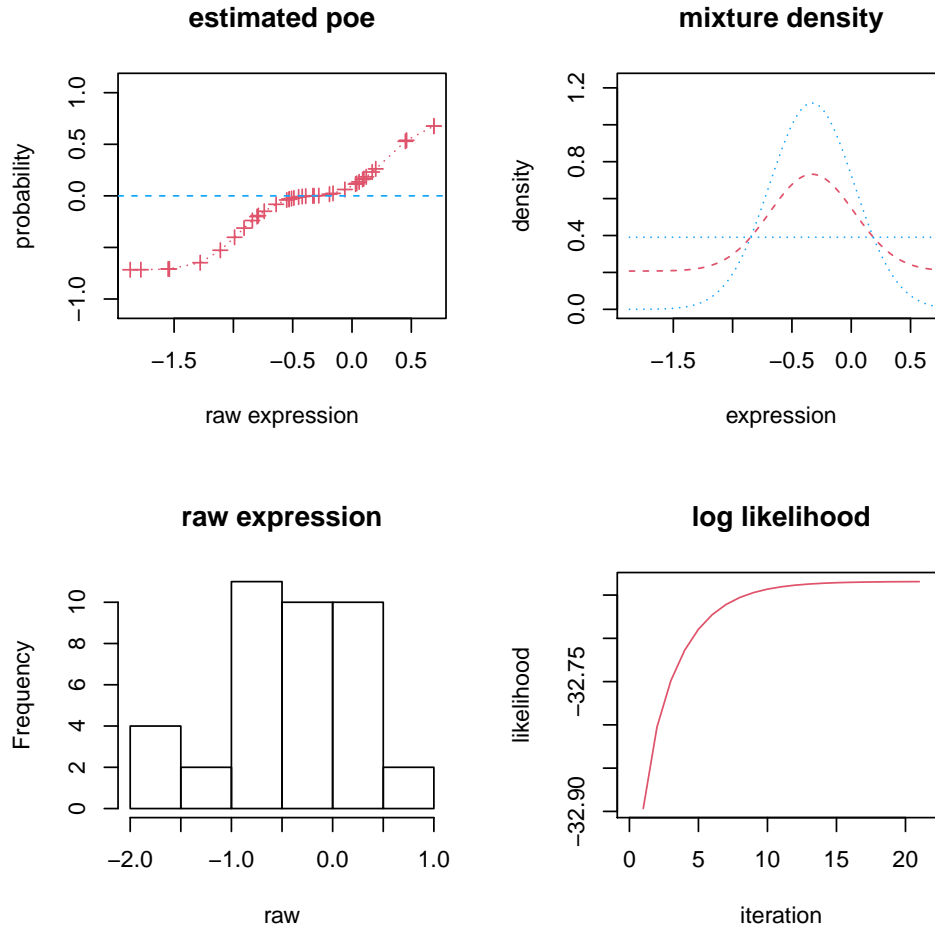 estimated poe
probability
1.0
0.5
0.0
−1.0
−1.5
−0.5
0.0
0.5
raw expression
mixture density
density
1.2
0.8
0.4
0.0
−1.5
−0.5
0.0
0.5
expression
raw expression
Frequency
10
8
6
4
2
0
−2.0
−1.0
0.0
1.0
raw
log likelihood
likelihood
−32.75
−32.90
0
5
10
15
20
iteration